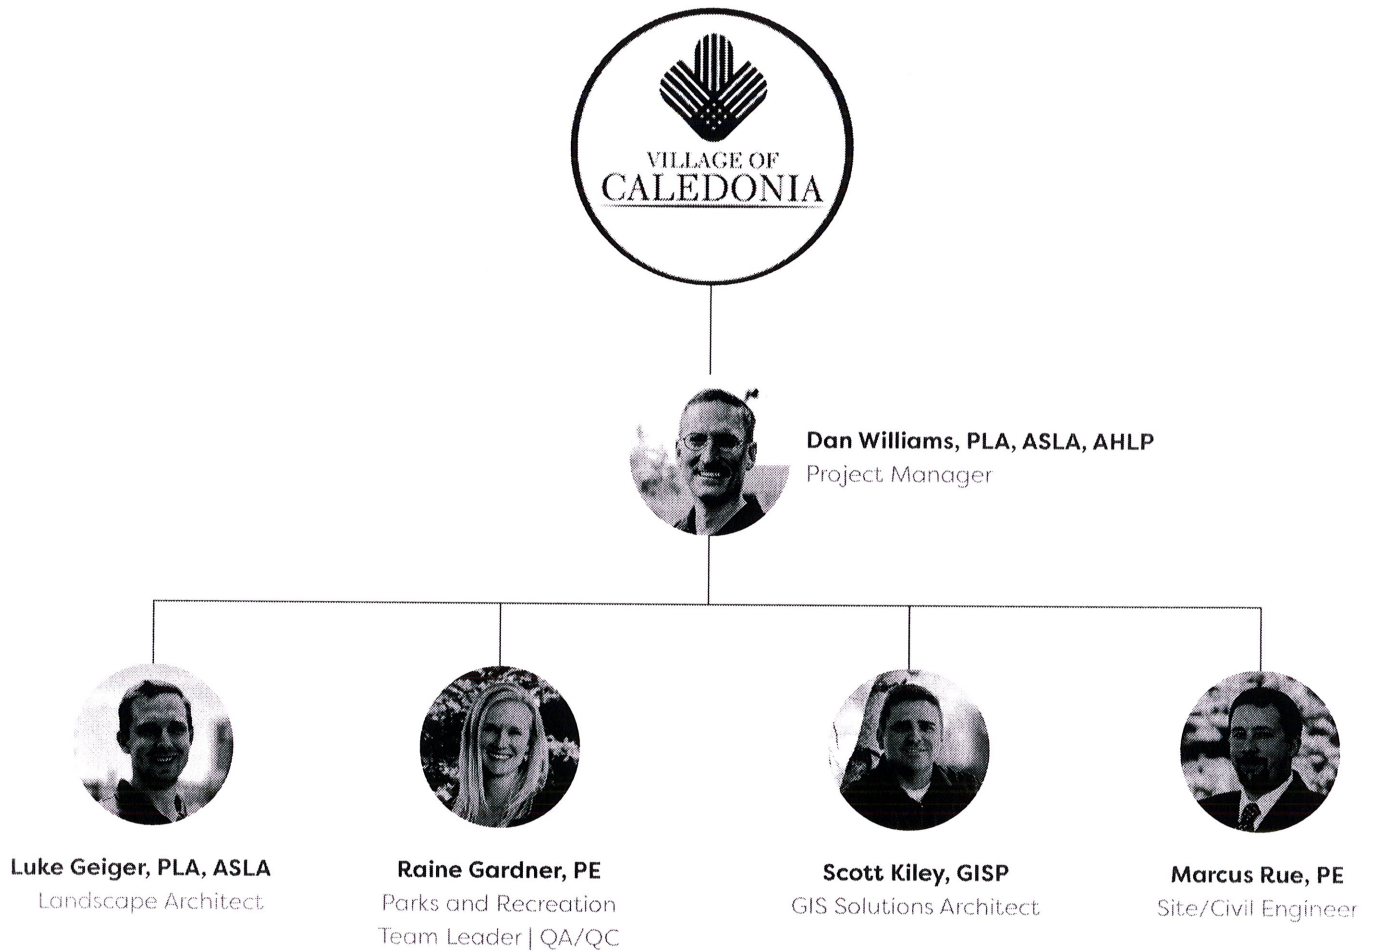 VILLAGE OF
CALEDONIA
Dan Williams, PLA, ASLA, AHLP
Project Manager
Luke Geiger, PLA, ASLA
Landscape Architect
Raine Gardner, PE
Parks and Recreation
Team Leader | QA/QC
Scott Kiley, GISP
GIS Solutions Architect
Marcus Rue, PE
Site/Civil Engineer